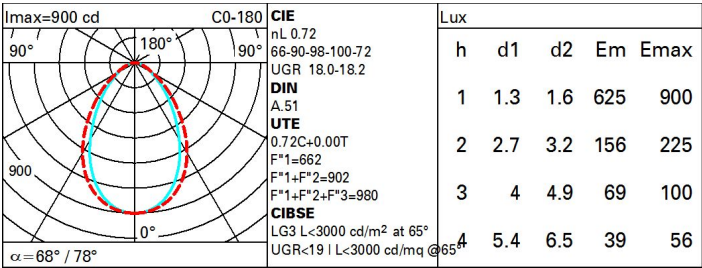 Imax=900 cd C0-180
90° 180° 90°
900
0°
α=68° / 78°
CIE
nL 0.72
66-90-98-100-72
UGR 18.0-18.2
DIN
A.51
UTE
0.72C+0.00T
F"1=662
F"1+F"2=902
F"1+F"2+F"3=980
CIBSE
LG3 L<3000 cd/m² at 65°
UGR<19 | L<3000 cd/mq @65°
Lux
h d1 d2 Em Emax
1 1.3 1.6 625 900
2 2.7 3.2 156 225
3 4 4.9 69 100
4 5.4 6.5 39 56